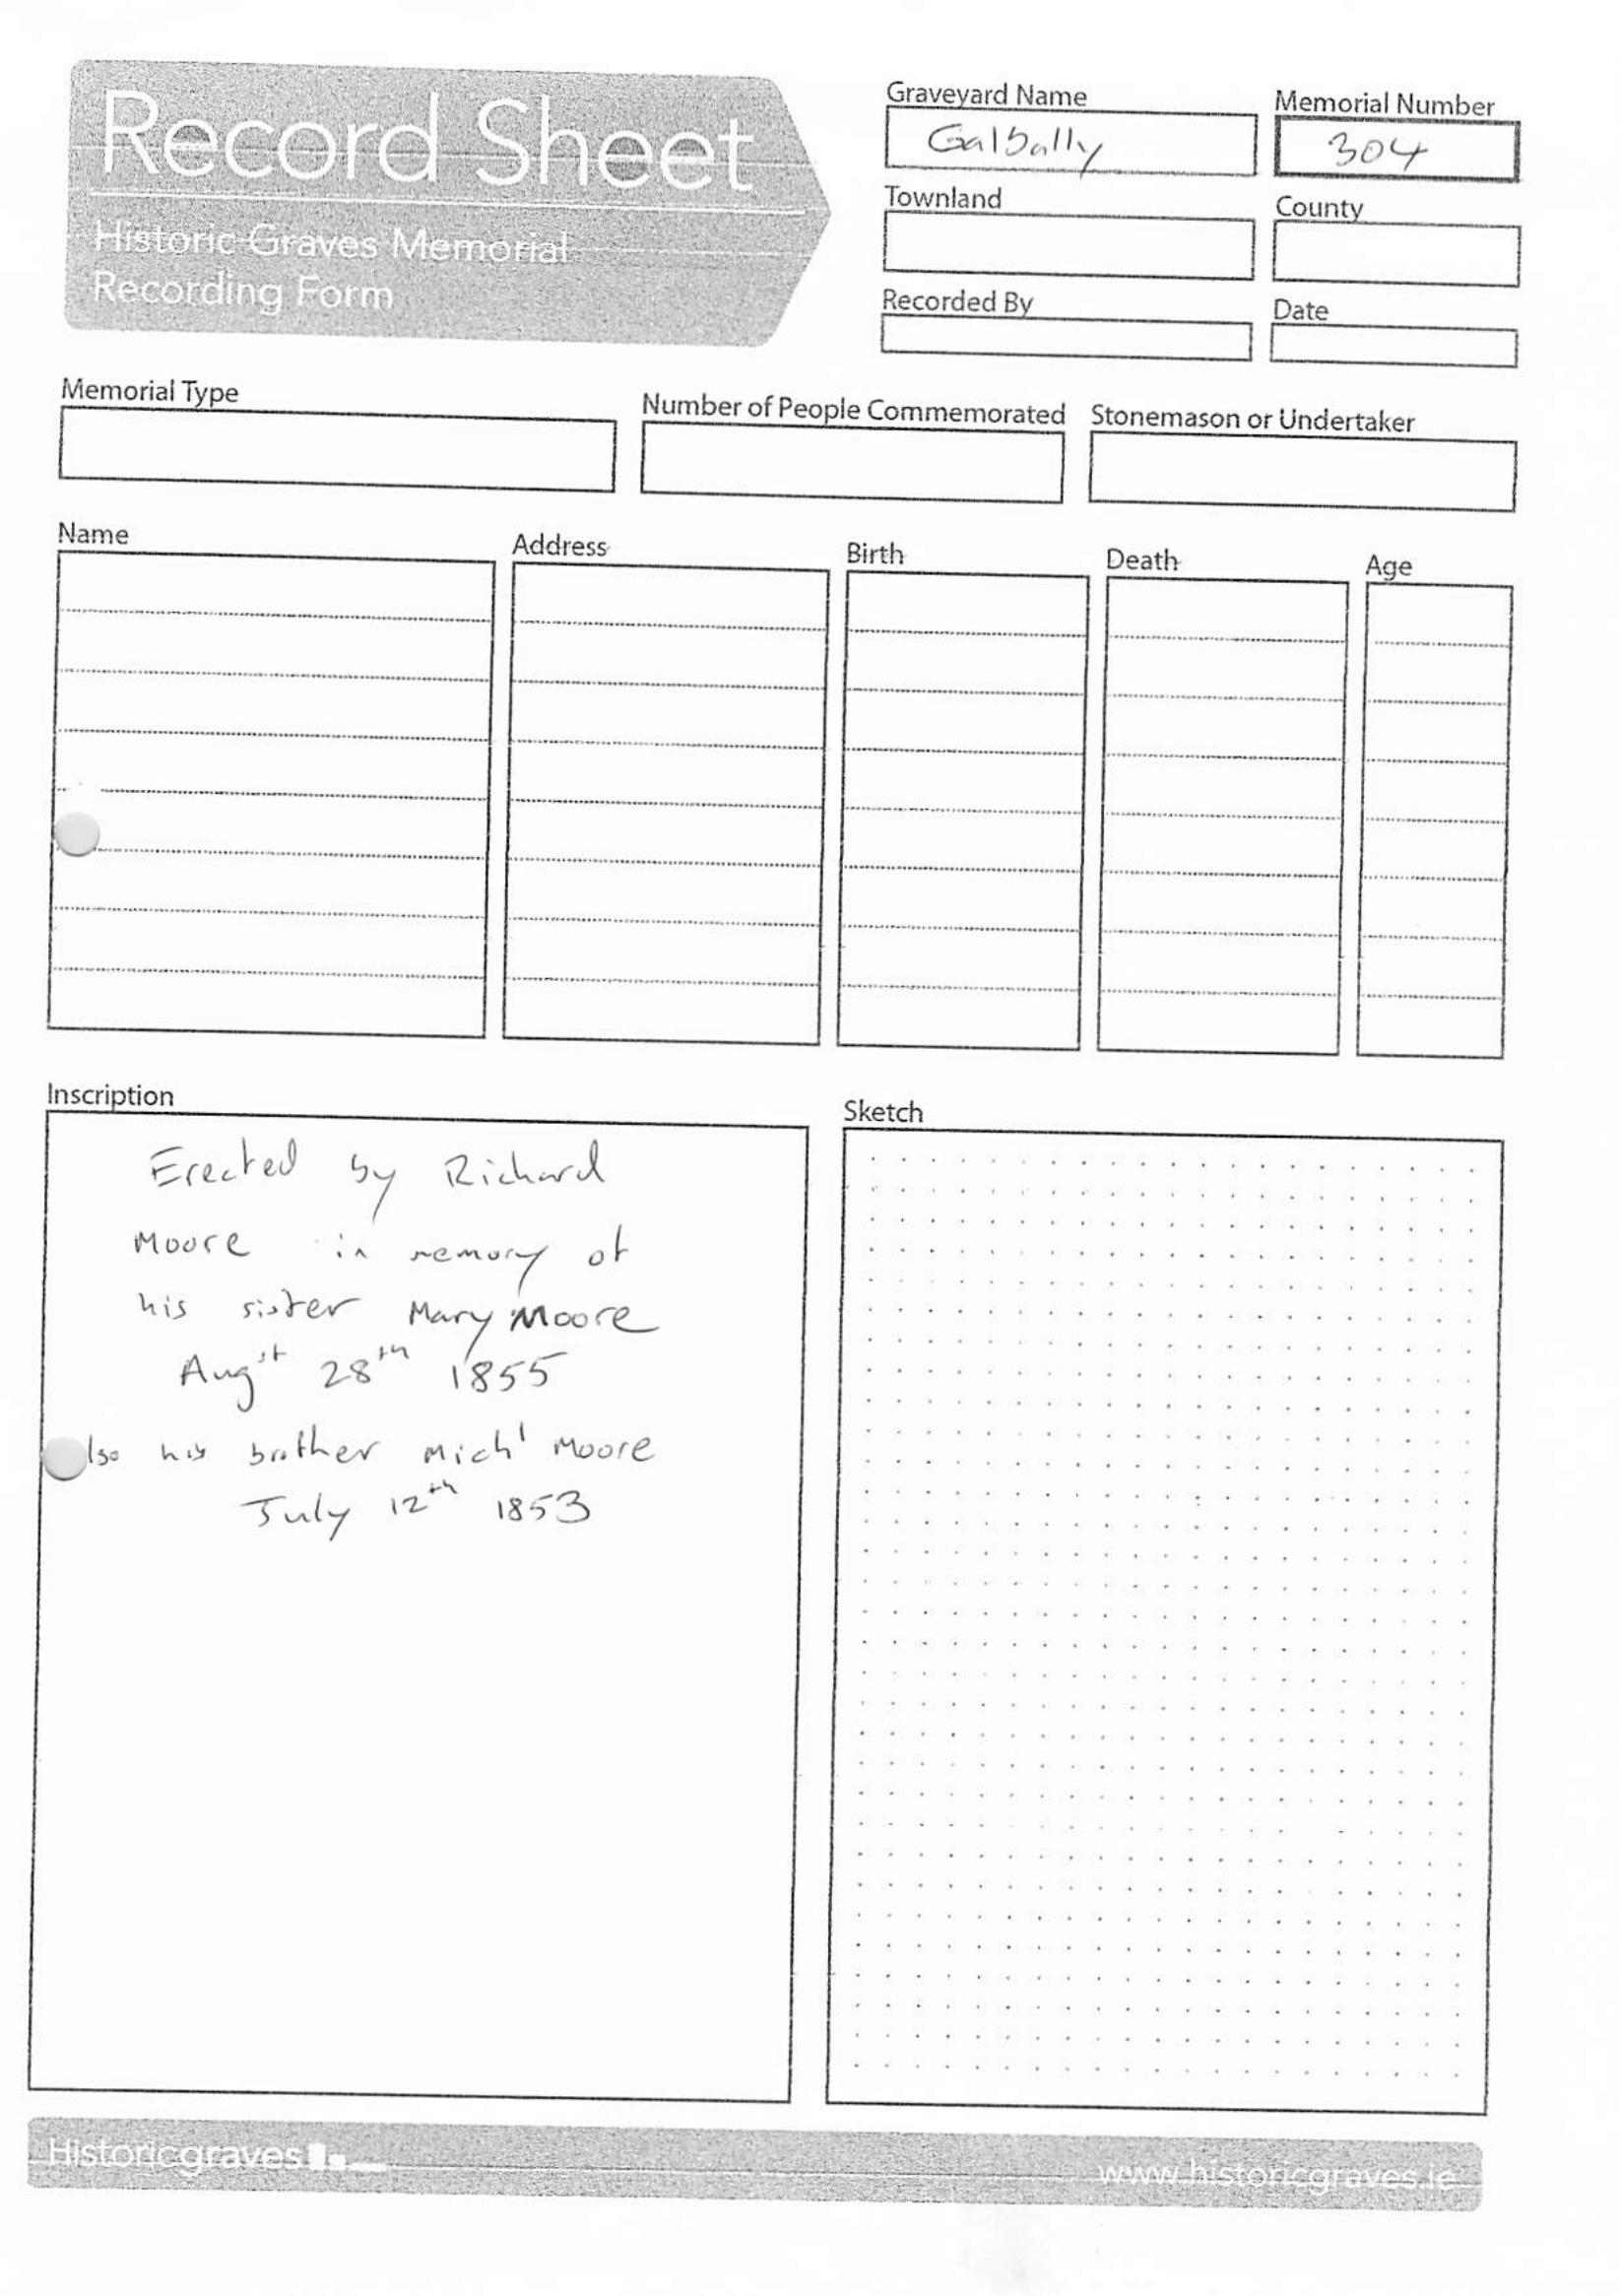 Record Sheet
Historic Graves Memorial
Recording Form
Graveyard Name
Galbally
Memorial Number
304
Townland
County
Recorded By
Date
Memorial Type
Number of People Commemorated
Stonemason or Undertaker
Name
Address
Birth
Death
Age
Inscription
Erected by Richard
Moore in memory of
his sister Mary Moore
Augst 28th 1855
lso his brother Michl Moore
July 12th 1853
Sketch
Historicgraves
www.historicgraves.ie